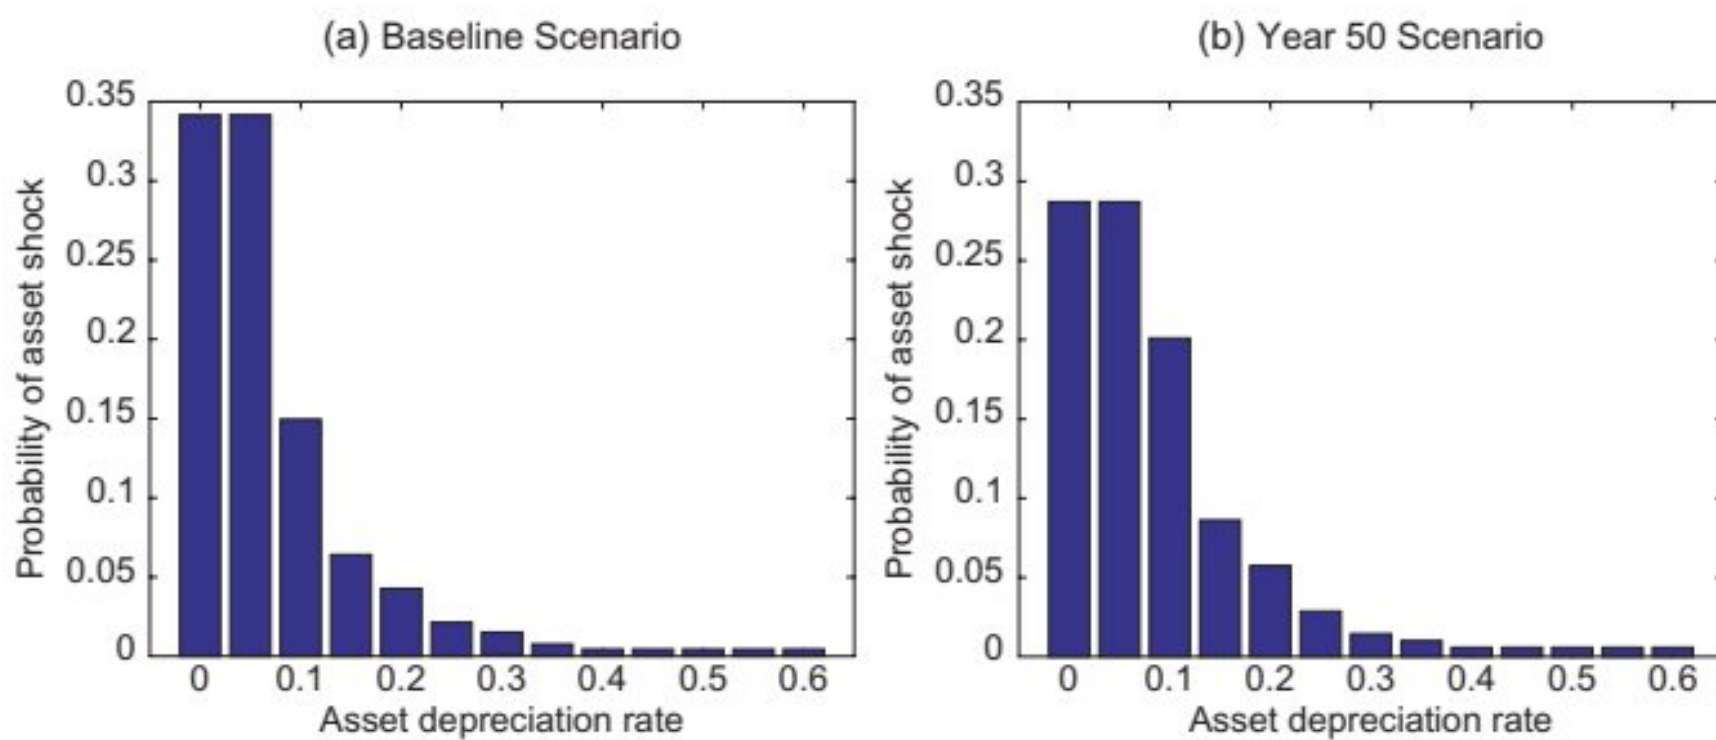 (a) Baseline Scenario
Probability of asset shock
0.35
0.3
0.25
0.2
0.15
0.1
0.05
0
0 0.1 0.2 0.3 0.4 0.5 0.6
Asset depreciation rate
(b) Year 50 Scenario
Probability of asset shock
0.35
0.3
0.25
0.2
0.15
0.1
0.05
0
0 0.1 0.2 0.3 0.4 0.5 0.6
Asset depreciation rate